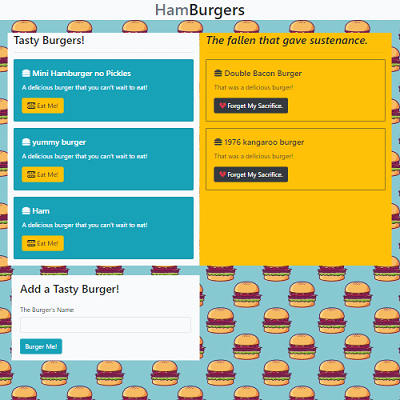 HamBurgers
Tasty Burgers!
Mini Hamburger no Pickles
A delicious burger that you can't wait to eat!
Eat Me!
yummy burger
A delicious burger that you can't wait to eat!
Eat Me!
Ham
A delicious burger that you can't wait to eat!
Eat Me!
The fallen that gave sustenance.
Double Bacon Burger
That was a delicious burger!
Forget My Sacrifice.
1976 kangaroo burger
That was a delicious burger!
Forget My Sacrifice.
Add a Tasty Burger!
The Burger's Name
Burger Me!